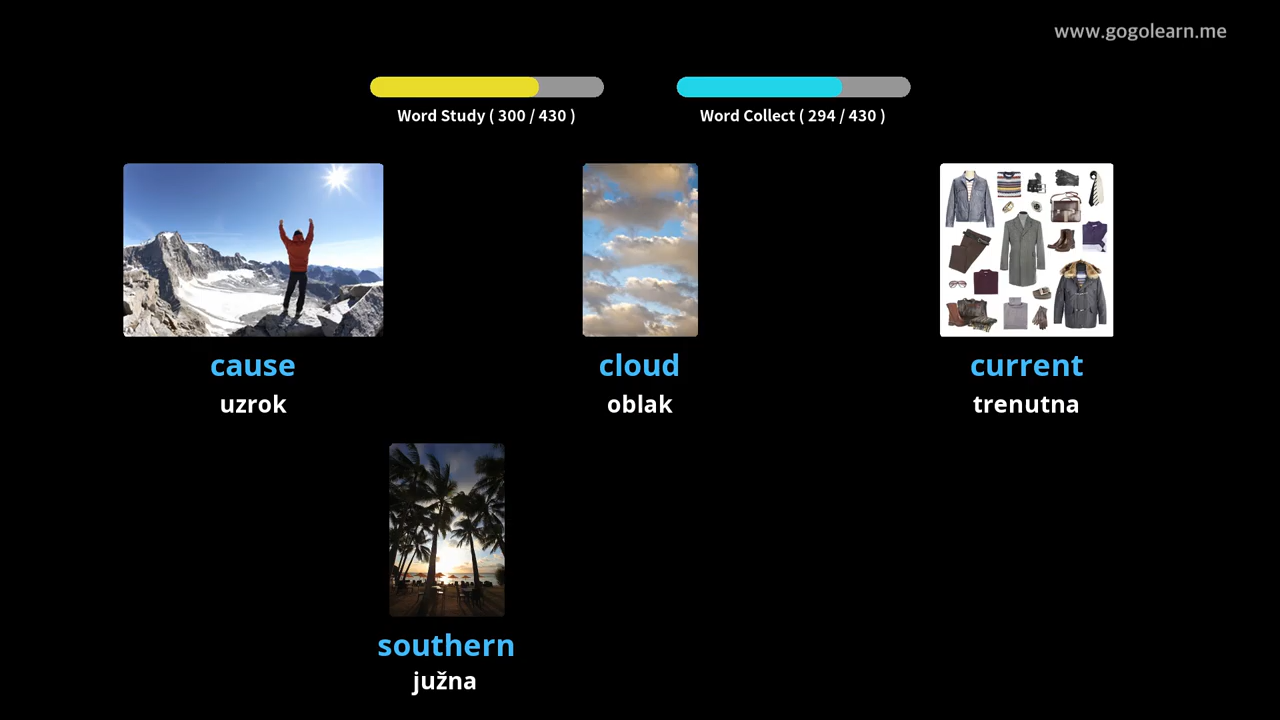 www.gogolearn.me
Word Study ( 300 / 430 )
Word Collect ( 294 / 430 )
cause
uzrok
cloud
oblak
current
trenutna
southern
južna